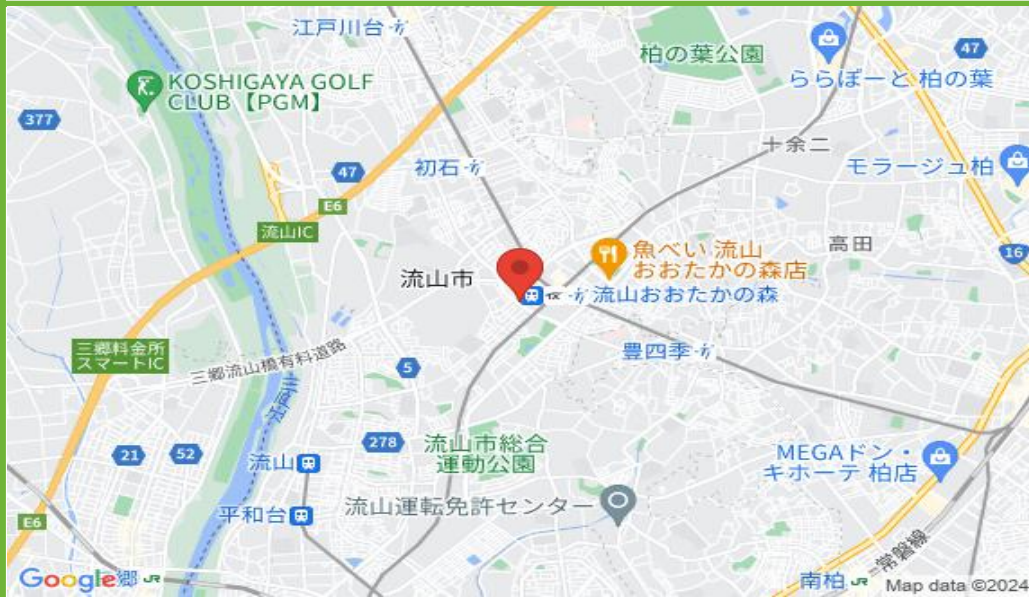 江戸川台
柏の葉公園
47
ららぽーと 柏の葉
KOSHIGAYA GOLF
CLUB【PGM】
377
十余二
初石
47
モラージュ柏
E6
流山IC
魚べい 流山
おおたかの森店
高田
16
流山市
流山おおたかの森
三郷料金所
スマートIC
三郷流山橋有料道路
豊四季
5
21
52
278
流山市総合
運動公園
MEGAドン・
キホーテ 柏店
流山
流山運転免許センター
平和台
E6
常磐線
Google
郷 JR
南柏 JR
Map data ©2024